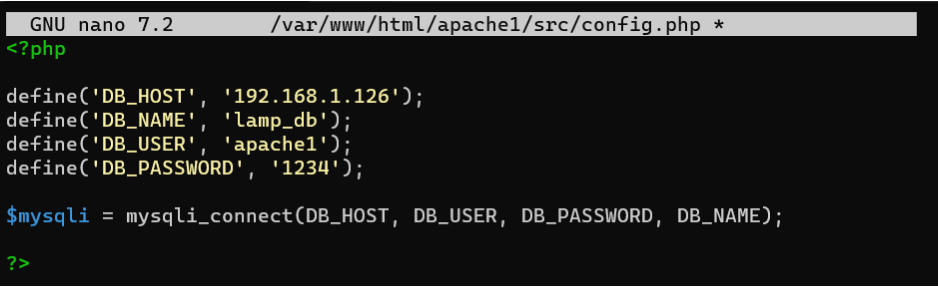 GNU nano 7.2 /var/www/html/apache1/src/config.php *
<?php
define('DB_HOST', '192.168.1.126');
define('DB_NAME', 'lamp_db');
define('DB_USER', 'apache1');
define('DB_PASSWORD', '1234');
$mysqli = mysqli_connect(DB_HOST, DB_USER, DB_PASSWORD, DB_NAME);
?>